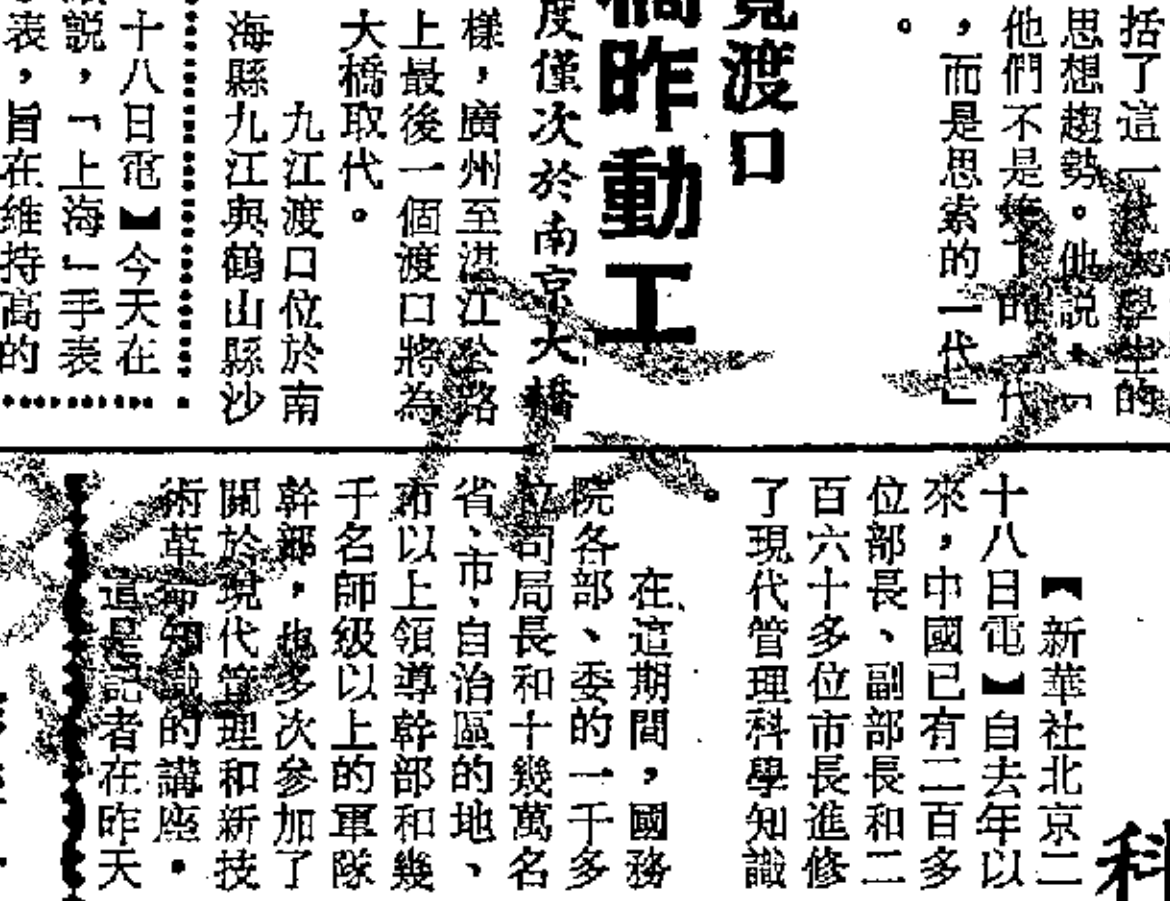 括了這一代大學生的
思想趨勢。他說：「
他們不是垮了的一代
，而是思索的一代」
。
寬渡口
橋昨動工
度僅次於南京大橋
樣，廣州至湛江公路
上最後一個渡口將為
大橋取代。
九江渡口位於南
海縣九江與鶴山縣沙
十八日電】今天在
說，「上海」手表
表，旨在維持高的
科
【新華社北京二
十八日電】自去年以
來，中國已有二百多
位部長、副部長和二
百六十多位市長進修
了現代管理科學知識
。
在這期間，國務
院各部、委的一千多
位司局長和十幾萬名
省、市、自治區的地、
市以上領導幹部和幾
千名師級以上的軍隊
幹部，也多次參加了
關於現代管理和新技
術革命知識的講座。
這是記者在昨天